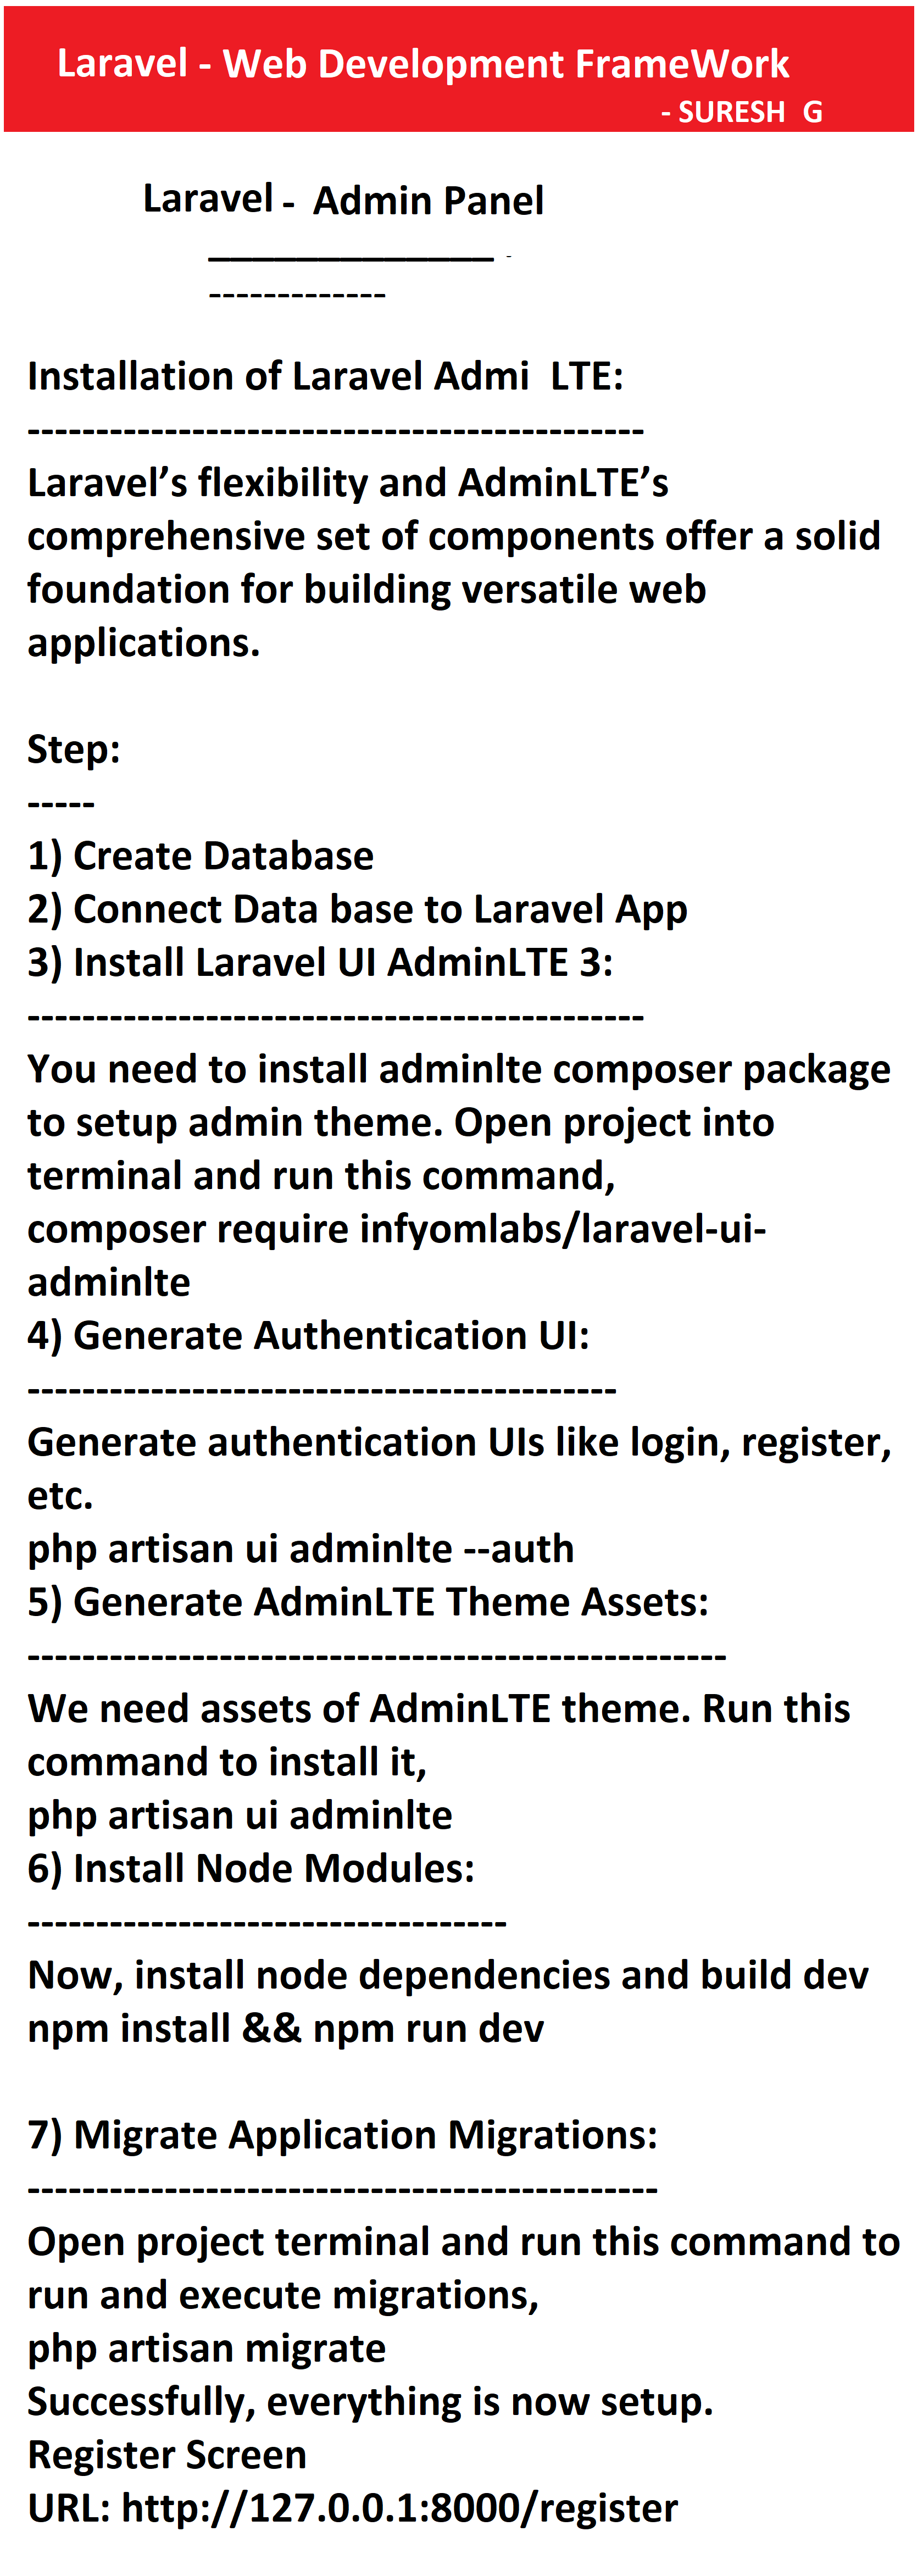 Laravel - Web Development FrameWork
- SURESH G
Laravel - Admin Panel
_____________ -
-------------
Installation of Laravel Admi LTE:
---------------------------------------------
Laravel’s flexibility and AdminLTE’s
comprehensive set of components offer a solid
foundation for building versatile web
applications.
Step:
-----
1) Create Database
2) Connect Data base to Laravel App
3) Install Laravel UI AdminLTE 3:
---------------------------------------------
You need to install adminlte composer package
to setup admin theme. Open project into
terminal and run this command,
composer require infyomlabs/laravel-ui-
adminlte
4) Generate Authentication UI:
-------------------------------------------
Generate authentication UIs like login, register,
etc.
php artisan ui adminlte --auth
5) Generate AdminLTE Theme Assets:
---------------------------------------------------
We need assets of AdminLTE theme. Run this
command to install it,
php artisan ui adminlte
6) Install Node Modules:
-----------------------------------
Now, install node dependencies and build dev
npm install && npm run dev
7) Migrate Application Migrations:
----------------------------------------------
Open project terminal and run this command to
run and execute migrations,
php artisan migrate
Successfully, everything is now setup.
Register Screen
URL: http://127.0.0.1:8000/register